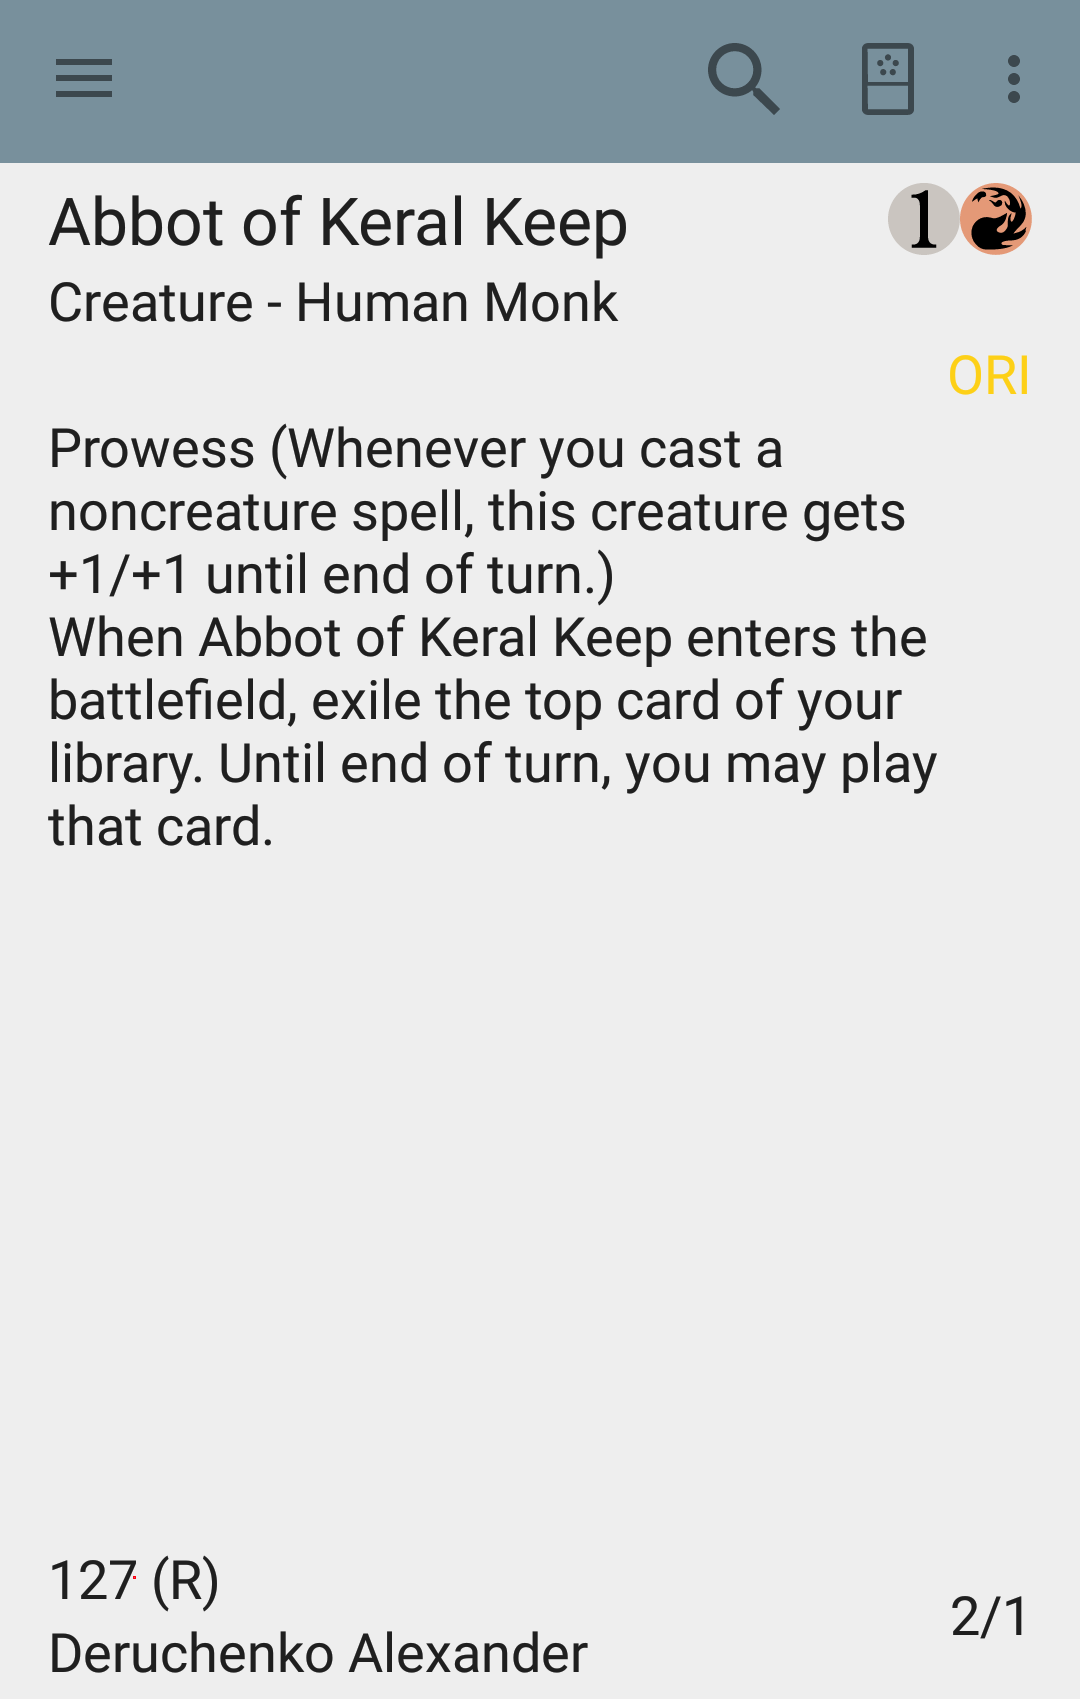 Abbot of Keral Keep 1
Creature - Human Monk
ORI
Prowess (Whenever you cast a
noncreature spell, this creature gets
+1/+1 until end of turn.)
When Abbot of Keral Keep enters the
battlefield, exile the top card of your
library. Until end of turn, you may play
that card.
127 (R)
2/1
Deruchenko Alexander